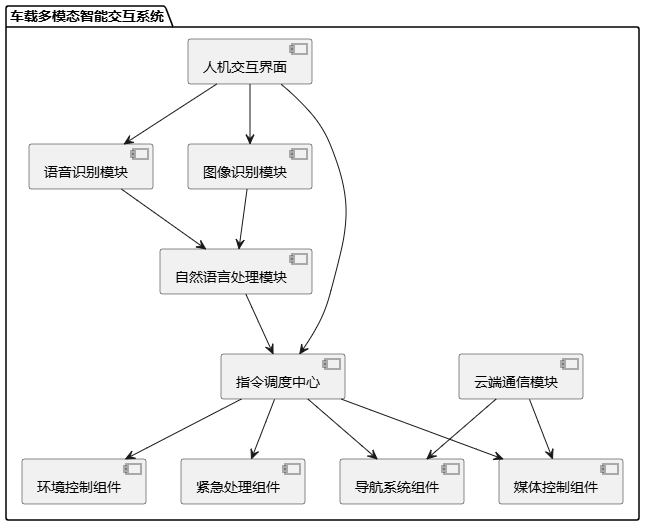 车载多模态智能交互系统
人机交互界面
语音识别模块
图像识别模块
自然语言处理模块
指令调度中心
云端通信模块
环境控制组件
紧急处理组件
导航系统组件
媒体控制组件